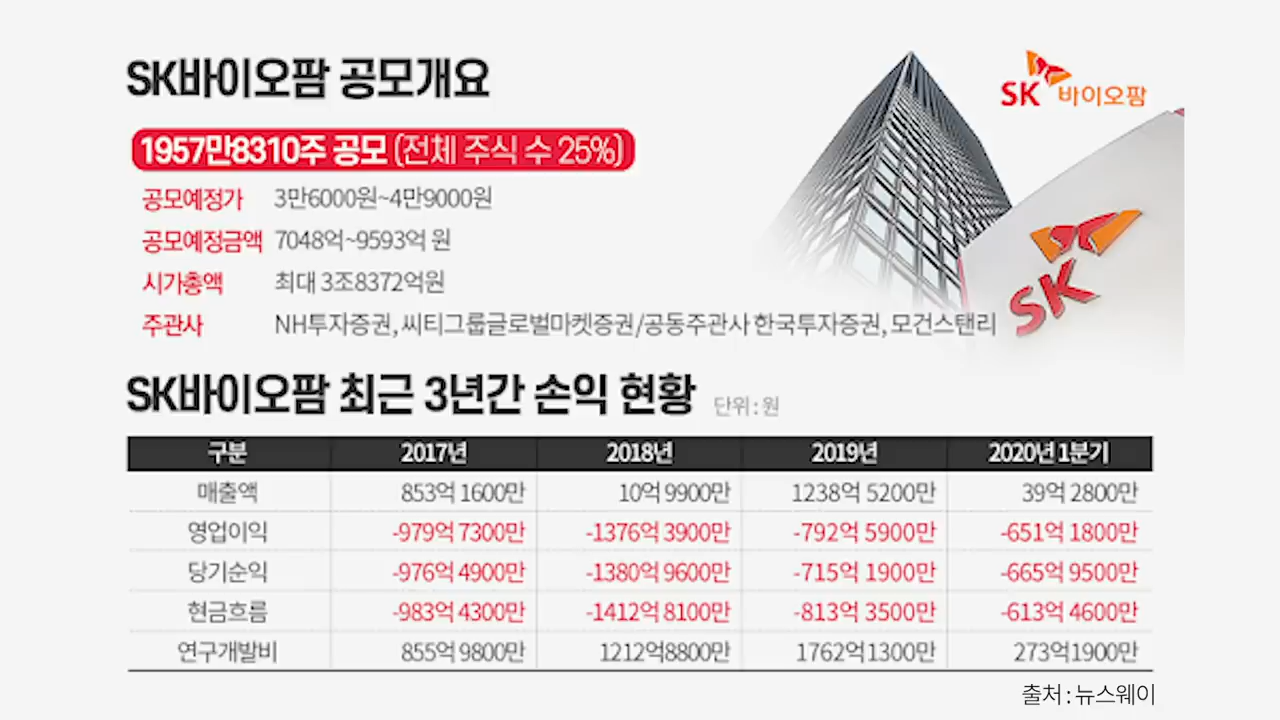 SK바이오팜 공모개요
SK 바이오팜
1957만8310주 공모 (전체 주식 수 25%)
공모예정가 3만6000원~4만9000원
공모예정금액 7048억~9593억 원
시가총액 최대 3조8372억원
주관사 NH투자증권, 씨티그룹글로벌마켓증권/공동주관사 한국투자증권, 모건스탠리
SK
SK바이오팜 최근 3년간 손익 현황 단위 : 원
구분 2017년 2018년 2019년 2020년 1분기
매출액 853억 1600만 10억 9900만 1238억 5200만 39억 2800만
영업이익 -979억 7300만 -1376억 3900만 -792억 5900만 -651억 1800만
당기순익 -976억 4900만 -1380억 9600만 -715억 1900만 -665억 9500만
현금흐름 -983억 4300만 -1412억 8100만 -813억 3500만 -613억 4600만
연구개발비 855억 9800만 1212억8800만 1762억1300만 273억1900만
출처 : 뉴스웨이